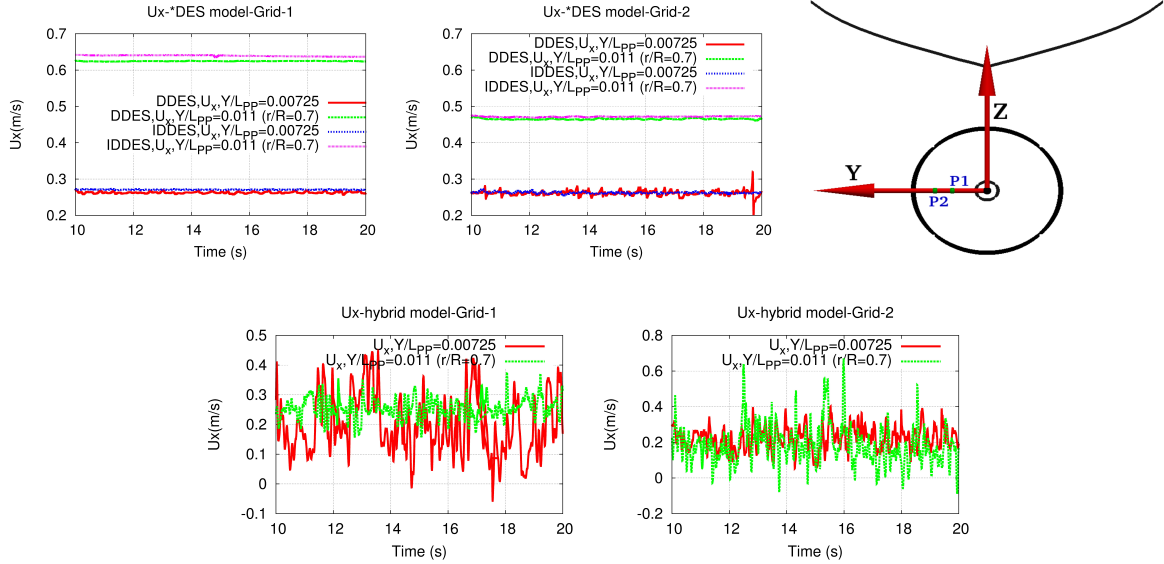 Ux-*DES model-Grid-1
0.7
0.6
0.5
0.4
0.3
0.2
Ux(m/s)
DDES,Ux,Y/LPP=0.00725
DDES,Ux,Y/LPP=0.011 (r/R=0.7)
IDDES,Ux,Y/LPP=0.00725
IDDES,Ux,Y/LPP=0.011 (r/R=0.7)
10 12 14 16 18 20
Time (s)
Ux-*DES model-Grid-2
0.7
0.6
0.5
0.4
0.3
0.2
Ux(m/s)
DDES,Ux,Y/LPP=0.00725
DDES,Ux,Y/LPP=0.011 (r/R=0.7)
IDDES,Ux,Y/LPP=0.00725
IDDES,Ux,Y/LPP=0.011 (r/R=0.7)
10 12 14 16 18 20
Time (s)
Z
Y
P1
P2
Ux-hybrid model-Grid-1
0.5
0.4
0.3
0.2
0.1
0
-0.1
Ux(m/s)
Ux,Y/LPP=0.00725
Ux,Y/LPP=0.011 (r/R=0.7)
10 12 14 16 18 20
Time (s)
Ux-hybrid model-Grid-2
0.8
0.6
0.4
0.2
0
-0.2
Ux(m/s)
Ux,Y/LPP=0.00725
Ux,Y/LPP=0.011 (r/R=0.7)
10 12 14 16 18 20
Time (s)